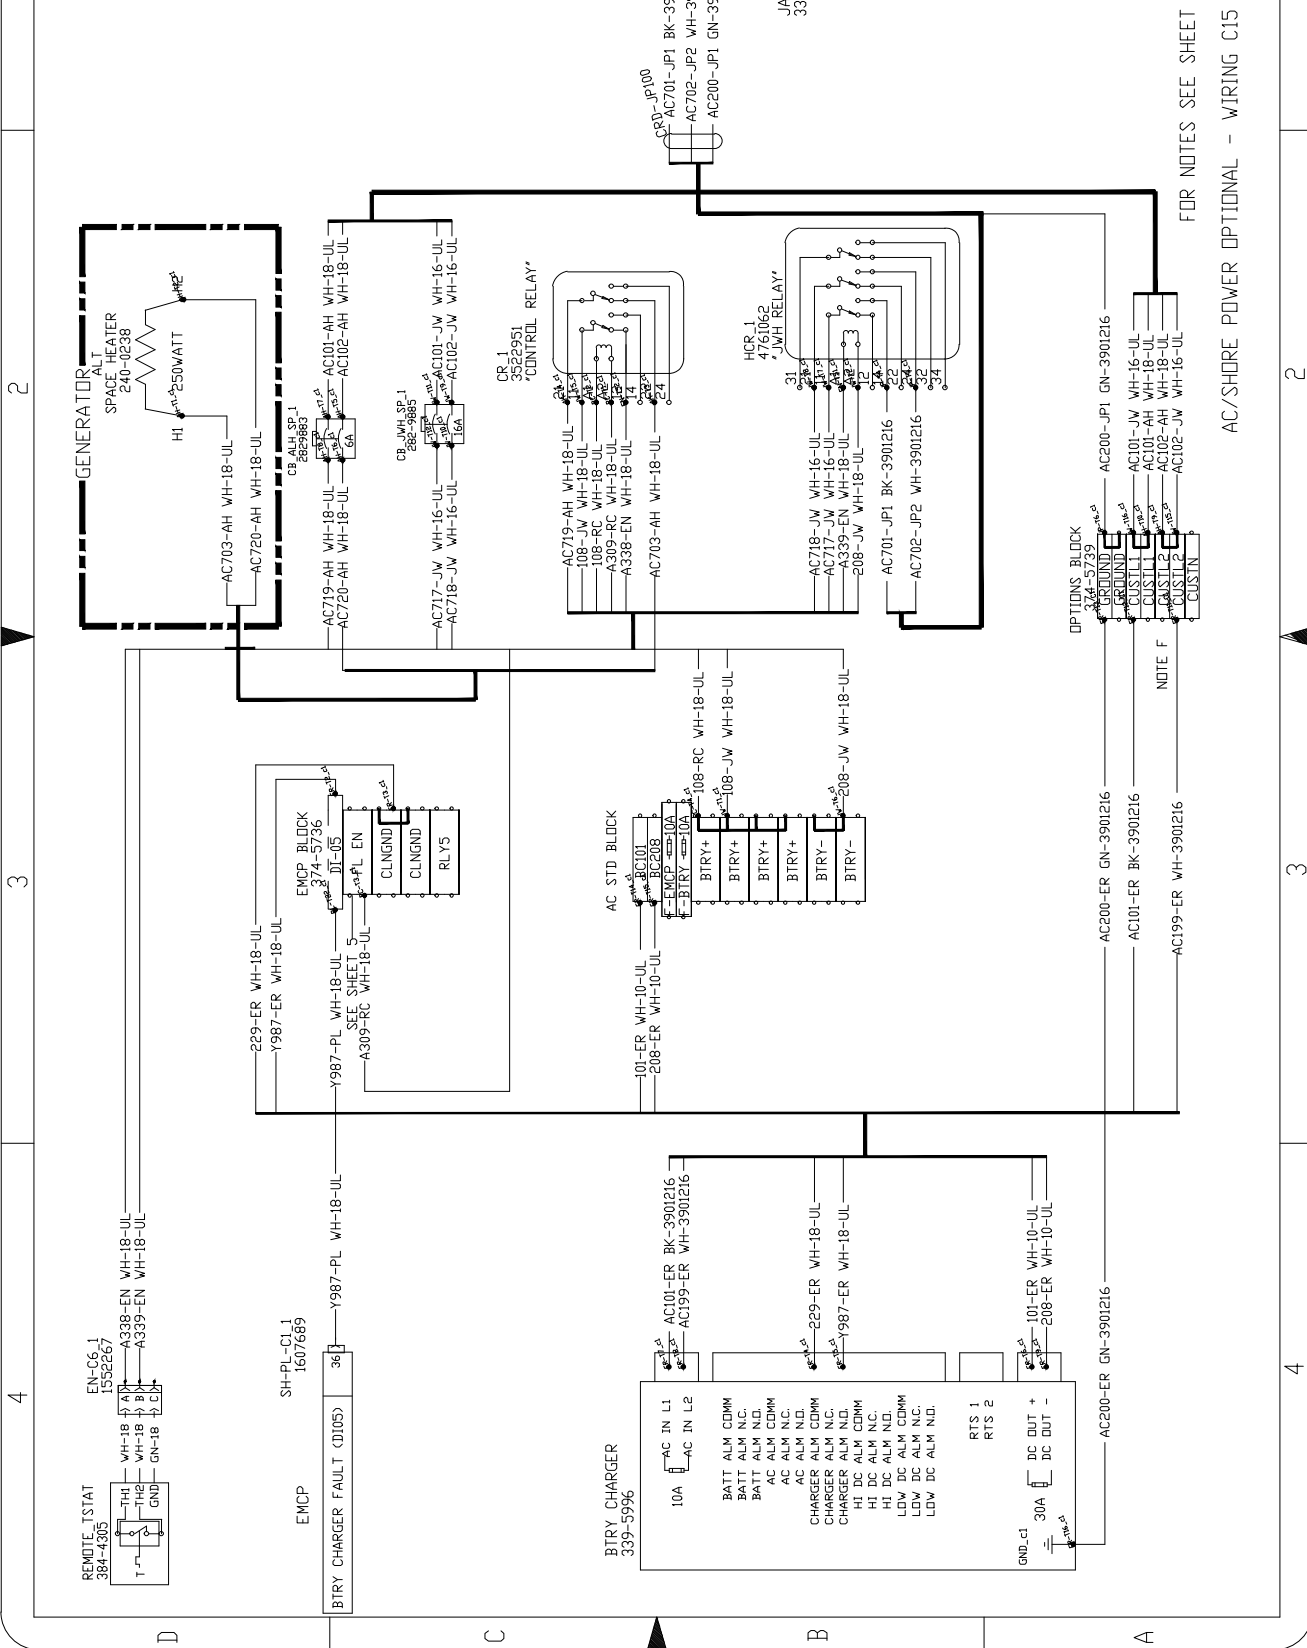 GENERATOR
ALT
SPACE HEATER
240-0238
250WATT
H1
AC703-AH WH-18-UL
AC720-AH WH-18-UL
CB_ALH_SP_1
2829883
6A
AC101-AH WH-18-UL
AC102-AH WH-18-UL
AC719-AH WH-18-UL
AC720-AH WH-18-UL
CB_JWH_SP_1
282-9885
16A
AC101-JW WH-16-UL
AC102-JW WH-16-UL
AC717-JW WH-16-UL
AC718-JW WH-16-UL
CR_1
3522951
"CONTROL RELAY"
14
24
AC719-AH WH-18-UL
108-JW WH-18-UL
108-RC WH-18-UL
A309-RC WH-18-UL
A338-EN WH-18-UL
AC703-AH WH-18-UL
HCR_1
4761062
"JWH RELAY"
31
11
12
22
32
34
AC718-JW WH-16-UL
AC717-JW WH-16-UL
A339-EN WH-18-UL
208-JW WH-18-UL
AC701-JP1 BK-3901216
AC702-JP2 WH-3901216
CRD-JP100
AC701-JP1 BK-39
AC702-JP2 WH-39
AC200-JP1 GN-39
JA
33
FOR NOTES SEE SHEET
AC/SHORE POWER OPTIONAL - WIRING C15
OPTIONS BLOCK
374-5739
GROUND
GROUND
CUSTL1
CUSTL1
CUSTL2
CUSTL2
CUSTN
NOTE F
AC200-JP1 GN-3901216
AC101-JW WH-16-UL
AC101-AH WH-18-UL
AC102-AH WH-18-UL
AC102-JW WH-16-UL
AC200-ER GN-3901216
AC101-ER BK-3901216
AC199-ER WH-3901216
EMCP BLOCK
374-5736
DI-05
PL EN
CLNGND
CLNGND
RLY5
229-ER WH-18-UL
Y987-ER WH-18-UL
Y987-PL WH-18-UL
SEE SHEET 5
A309-RC WH-18-UL
AC STD BLOCK
BC101
BC208
F-EMCP 10A
F-BTRY 10A
BTRY+
BTRY+
BTRY+
BTRY+
BTRY-
BTRY-
108-RC WH-18-UL
108-JW WH-18-UL
208-JW WH-18-UL
101-ER WH-10-UL
208-ER WH-10-UL
EN-C6_1
1552267
A338-EN WH-18-UL
A339-EN WH-18-UL
A
B
C
WH-18
WH-18
GN-18
REMOTE_TSTAT
384-4305
TH1
TH2
GND
T
SH-PL-C1_1
1607689
36
Y987-PL WH-18-UL
EMCP
BTRY CHARGER FAULT (DI05)
BTRY CHARGER
339-5996
10A
AC IN L1
AC IN L2
BATT ALM COMM
BATT ALM N.C.
BATT ALM N.O.
AC ALM COMM
AC ALM N.C.
AC ALM N.O.
CHARGER ALM COMM
CHARGER ALM N.C.
CHARGER ALM N.O.
HI DC ALM COMM
HI DC ALM N.C.
HI DC ALM N.O.
LOW DC ALM COMM
LOW DC ALM N.C.
LOW DC ALM N.O.
RTS 1
RTS 2
30A
DC OUT +
DC OUT -
GND_c1
AC101-ER BK-3901216
AC199-ER WH-3901216
229-ER WH-18-UL
Y987-ER WH-18-UL
101-ER WH-10-UL
208-ER WH-10-UL
AC200-ER GN-3901216
2
3
4
2
3
4
D
C
B
A